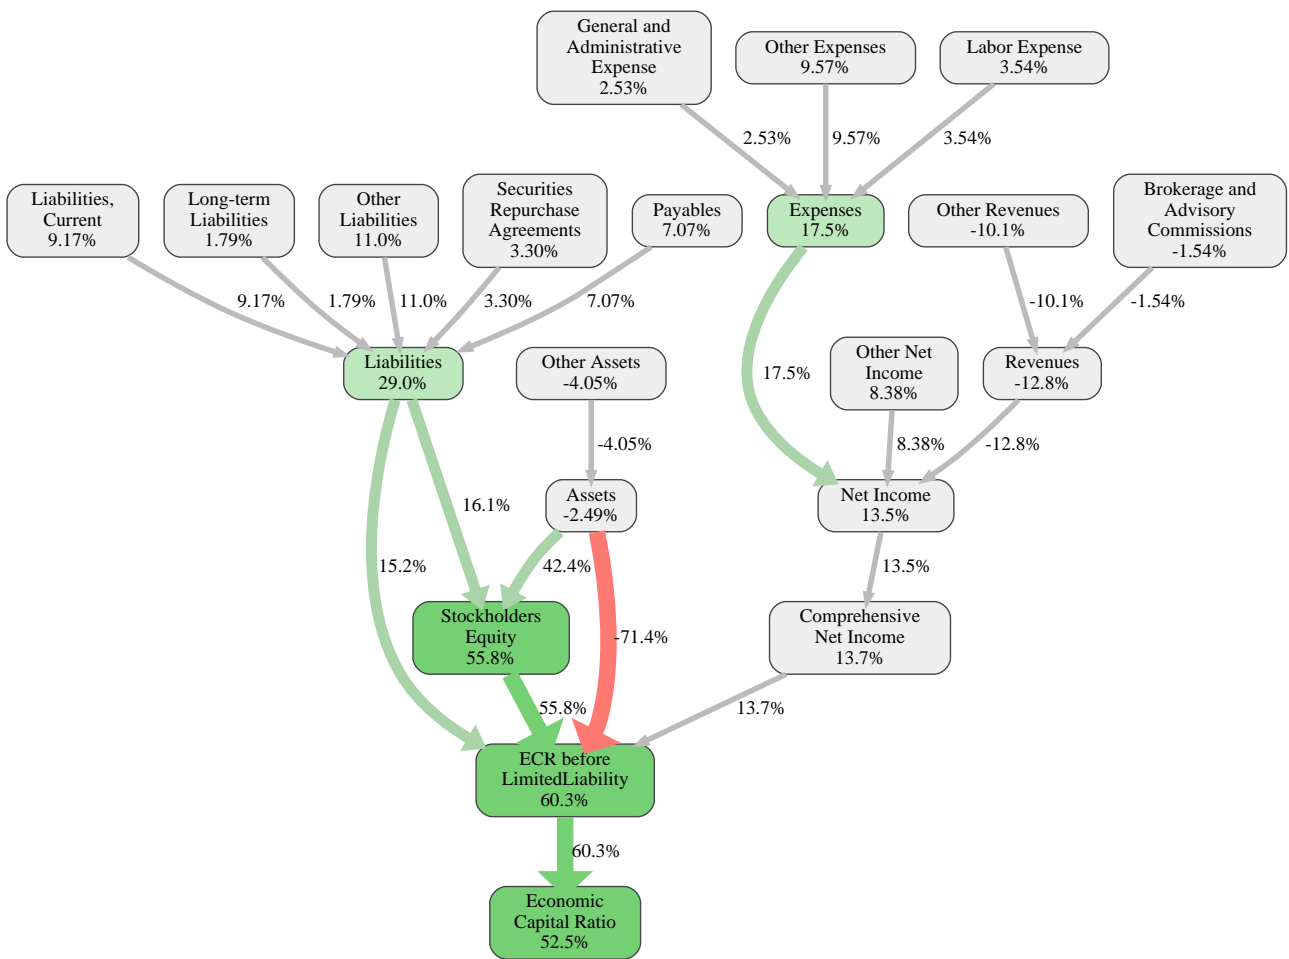 General and
Administrative
Expense
2.53%
Other Expenses
9.57%
Labor Expense
3.54%
2.53%
9.57%
3.54%
Liabilities,
Current
9.17%
Long-term
Liabilities
1.79%
Other
Liabilities
11.0%
Securities
Repurchase
Agreements
3.30%
Payables
7.07%
Expenses
17.5%
Other Revenues
-10.1%
Brokerage and
Advisory
Commissions
-1.54%
9.17%
1.79%
11.0%
3.30%
7.07%
-10.1%
-1.54%
Liabilities
29.0%
Other Assets
-4.05%
17.5%
Other Net
Income
8.38%
Revenues
-12.8%
-4.05%
8.38%
-12.8%
16.1%
Assets
-2.49%
Net Income
13.5%
15.2%
42.4%
13.5%
Stockholders
Equity
55.8%
-71.4%
Comprehensive
Net Income
13.7%
55.8%
13.7%
ECR before
LimitedLiability
60.3%
60.3%
Economic
Capital Ratio
52.5%